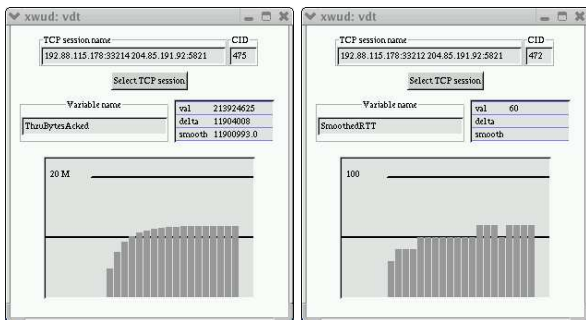 xwud: vdt
TCP session name
CID
192.88.115.178:33214 204.85.191.92:5821
475
Select TCP session
Variable name
ThruBytesAcked
val 213924625
delta 11904008
smooth 11900993.0
20 M
xwud: vdt
TCP session name
CID
192.88.115.178:33212 204.85.191.92:5821
472
Select TCP session
Variable name
SmoothedRTT
val 60
delta
smooth
100